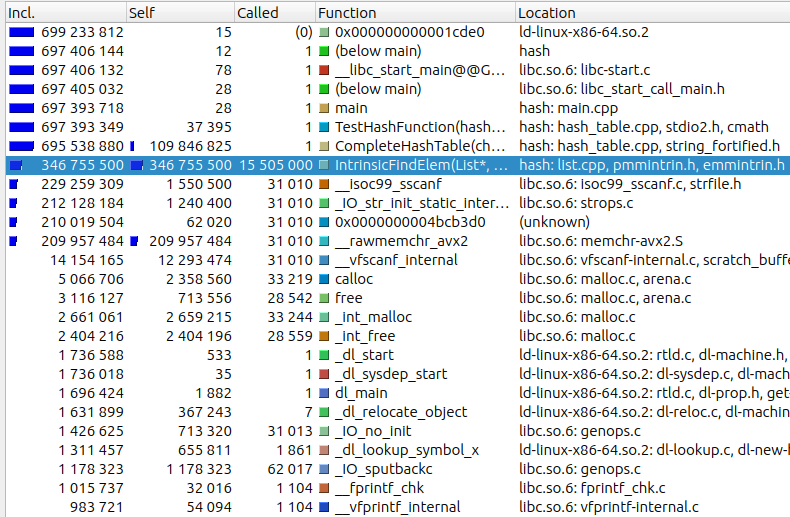 Incl. Self Called Function Location
699 233 812 15 (0) 0x000000000001cde0 ld-linux-x86-64.so.2
697 406 144 12 1 (below main) hash
697 406 132 78 1 __libc_start_main@@G... libc.so.6: libc-start.c
697 405 032 28 1 (below main) libc.so.6: libc_start_call_main.h
697 393 718 28 1 main hash: main.cpp
697 393 349 37 395 1 TestHashFunction(hash... hash: hash_table.cpp, stdio2.h, cmath
695 538 880 109 846 825 1 CompleteHashTable(ch... hash: hash_table.cpp, string_fortified.h
346 755 500 346 755 500 15 505 000 IntrinsicFindElem(List*, ... hash: list.cpp, pmmintrin.h, emmintrin.h
229 259 309 1 550 500 31 010 __isoc99_sscanf libc.so.6: isoc99_sscanf.c, strfile.h
212 128 184 1 240 400 31 010 _IO_str_init_static_inter... libc.so.6: strops.c
210 019 504 62 020 31 010 0x0000000004bcb3d0 (unknown)
209 957 484 209 957 484 31 010 __rawmemchr_avx2 libc.so.6: memchr-avx2.S
14 154 165 12 293 474 31 010 __vfscanf_internal libc.so.6: vfscanf-internal.c, scratch_buffe
5 066 706 2 358 560 33 219 calloc libc.so.6: malloc.c, arena.c
3 116 127 713 556 28 542 free libc.so.6: malloc.c, arena.c
2 661 061 2 659 215 33 244 _int_malloc libc.so.6: malloc.c
2 404 216 2 404 196 28 559 _int_free libc.so.6: malloc.c
1 736 588 533 1 _dl_start ld-linux-x86-64.so.2: rtld.c, dl-machine.h,
1 736 018 35 1 _dl_sysdep_start ld-linux-x86-64.so.2: dl-sysdep.c, dl-mach
1 696 424 1 882 1 dl_main ld-linux-x86-64.so.2: rtld.c, dl-prop.h, get-
1 631 899 367 243 7 _dl_relocate_object ld-linux-x86-64.so.2: dl-reloc.c, dl-machin
1 426 625 713 320 31 013 _IO_no_init libc.so.6: genops.c
1 311 457 655 811 1 861 _dl_lookup_symbol_x ld-linux-x86-64.so.2: dl-lookup.c, dl-new-h
1 178 323 1 178 323 62 017 _IO_sputbackc libc.so.6: genops.c
1 015 737 32 016 1 104 __fprintf_chk libc.so.6: fprintf_chk.c
983 721 54 094 1 104 __vfprintf_internal libc.so.6: vfprintf-internal.c